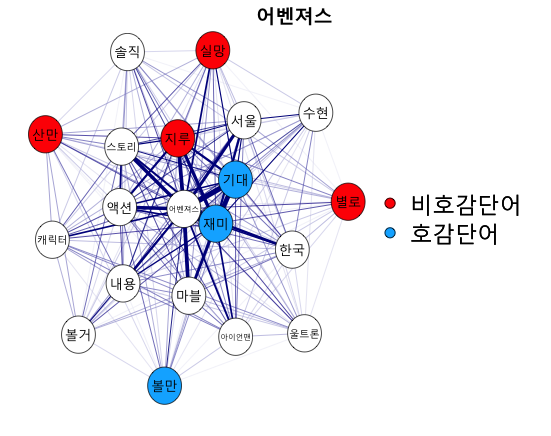 어벤져스
솔직
실망
수현
서울
산만
지루
스토리
기대
별로
비호감단어
액션
어벤져스
재미
호감단어
캐릭터
한국
내용
마블
볼거
아이언맨
울트론
볼만